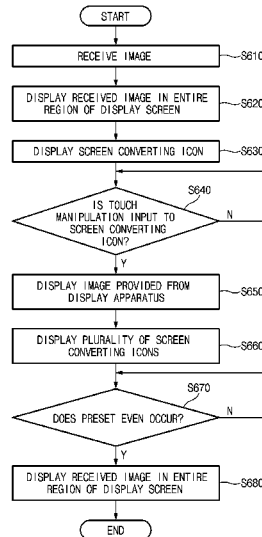 START
RECEIVE IMAGE
S610
DISPLAY RECEIVED IMAGE IN ENTIRE
REGION OF DISPLAY SCREEN
S620
DISPLAY SCREEN CONVERTING ICON
S630
S640
IS TOUCH
MANIPULATION INPUT TO
SCREEN CONVERTING
ICON?
N
Y
DISPLAY IMAGE PROVIDED FROM
DISPLAY APPARATUS
S650
DISPLAY PLURALITY OF SCREEN
CONVERTING ICONS
S660
S670
DOES PRESET EVEN OCCUR?
N
Y
DISPLAY RECEIVED IMAGE IN ENTIRE
REGION OF DISPLAY SCREEN
S680
END